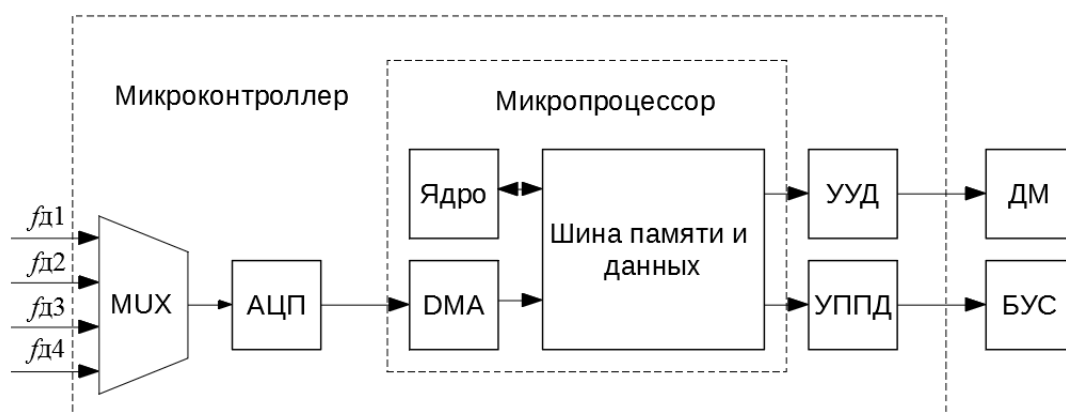 Микроконтроллер
Микропроцессор
Ядро
Шина памяти и
данных
УУД
ДМ
fд1
fд2
fд3
fд4
MUX
АЦП
DMA
УППД
БУС